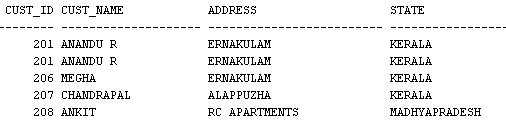 CUST_ID CUST_NAME ADDRESS STATE
------- -------------------- ------------------------- -----------------
201 ANANDU R ERNAKULAM KERALA
201 ANANDU R ERNAKULAM KERALA
206 MEGHA ERNAKULAM KERALA
207 CHANDRAPAL ALAPPUZHA KERALA
208 ANKIT RC APARTMENTS MADHYAPRADESH